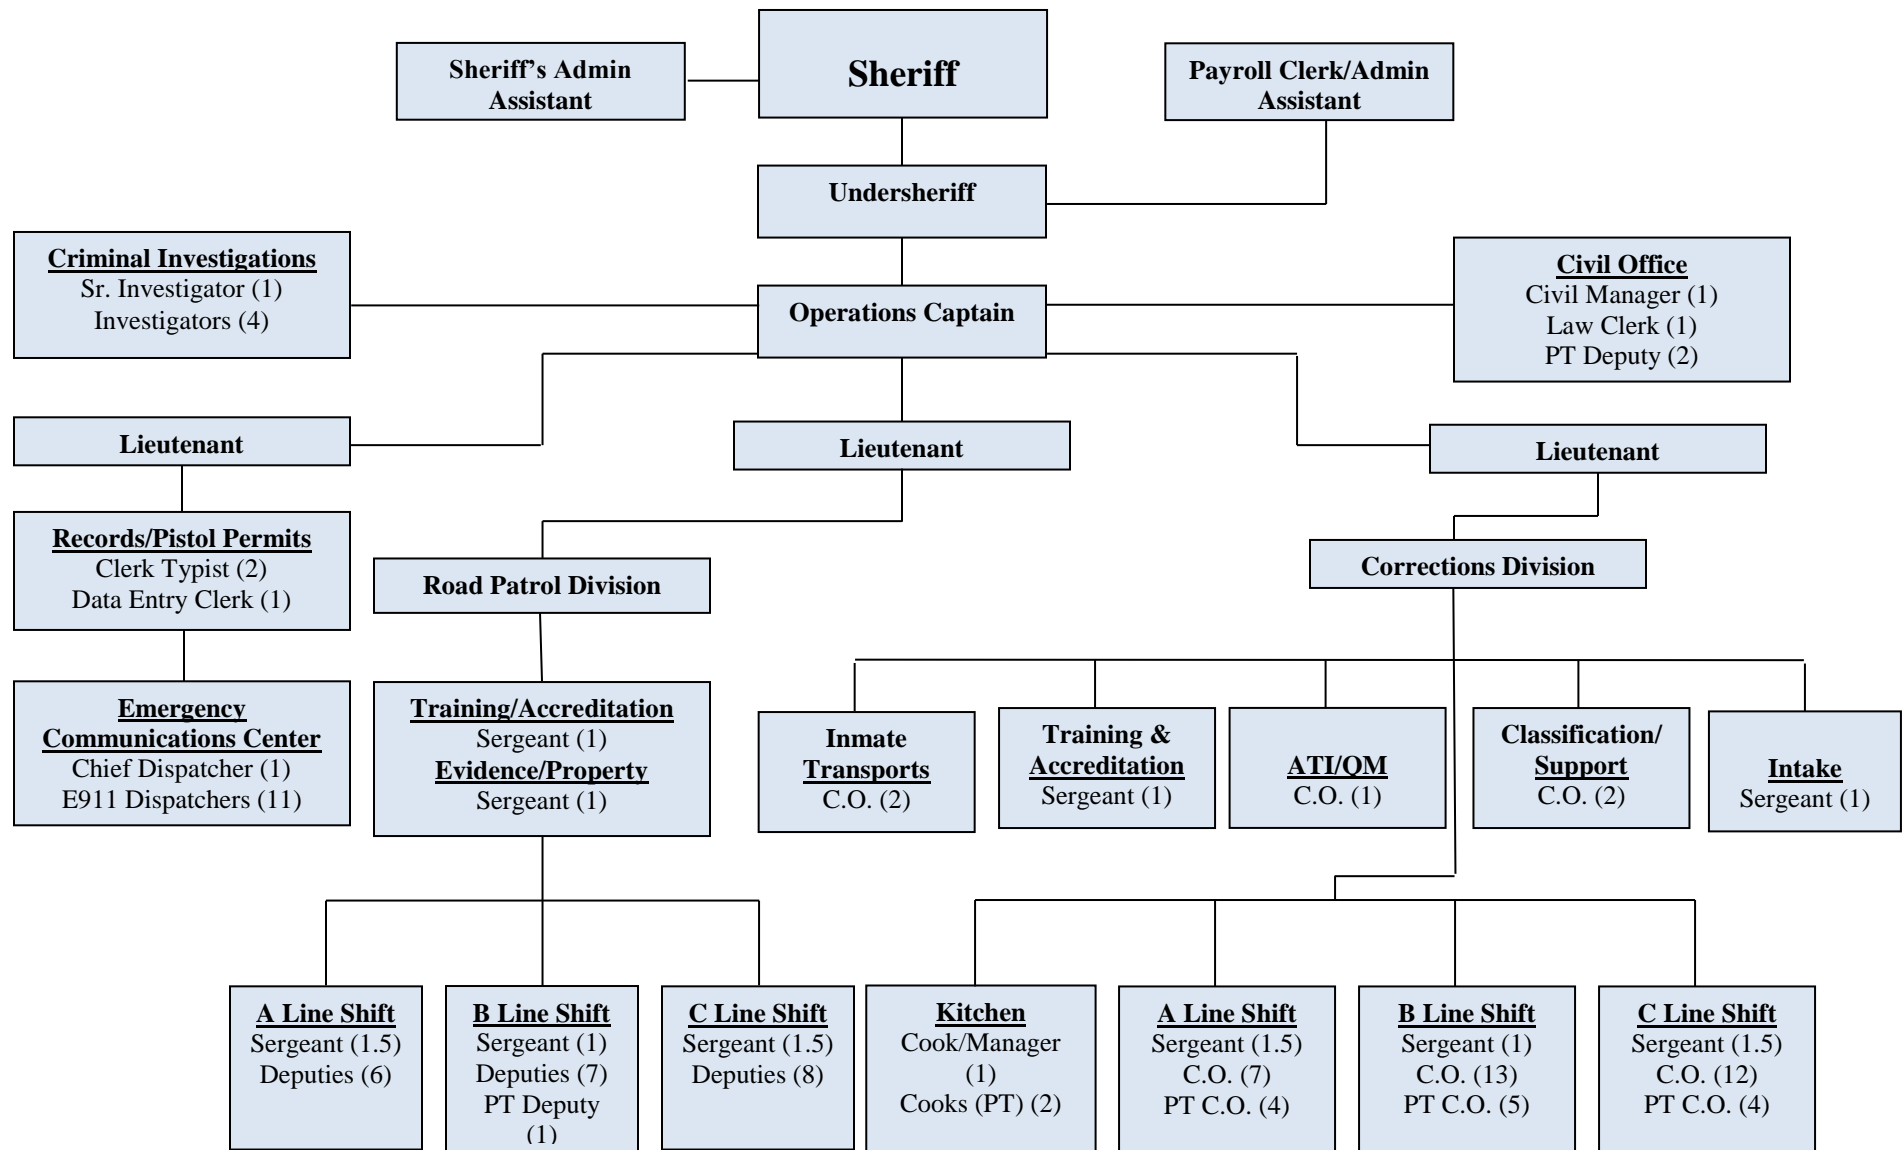 Sheriff’s Admin
Assistant
Sheriff
Payroll Clerk/Admin
Assistant
Undersheriff
Criminal Investigations
Sr. Investigator (1)
Investigators (4)
Operations Captain
Civil Office
Civil Manager (1)
Law Clerk (1)
PT Deputy (2)
Lieutenant
Lieutenant
Lieutenant
Records/Pistol Permits
Clerk Typist (2)
Data Entry Clerk (1)
Road Patrol Division
Corrections Division
Emergency
Communications Center
Chief Dispatcher (1)
E911 Dispatchers (11)
Training/Accreditation
Sergeant (1)
Evidence/Property
Sergeant (1)
Inmate
Transports
C.O. (2)
Training &
Accreditation
Sergeant (1)
ATI/QM
C.O. (1)
Classification/
Support
C.O. (2)
Intake
Sergeant (1)
A Line Shift
Sergeant (1.5)
Deputies (6)
B Line Shift
Sergeant (1)
Deputies (7)
PT Deputy
(1)
C Line Shift
Sergeant (1.5)
Deputies (8)
Kitchen
Cook/Manager
(1)
Cooks (PT) (2)
A Line Shift
Sergeant (1.5)
C.O. (7)
PT C.O. (4)
B Line Shift
Sergeant (1)
C.O. (13)
PT C.O. (5)
C Line Shift
Sergeant (1.5)
C.O. (12)
PT C.O. (4)